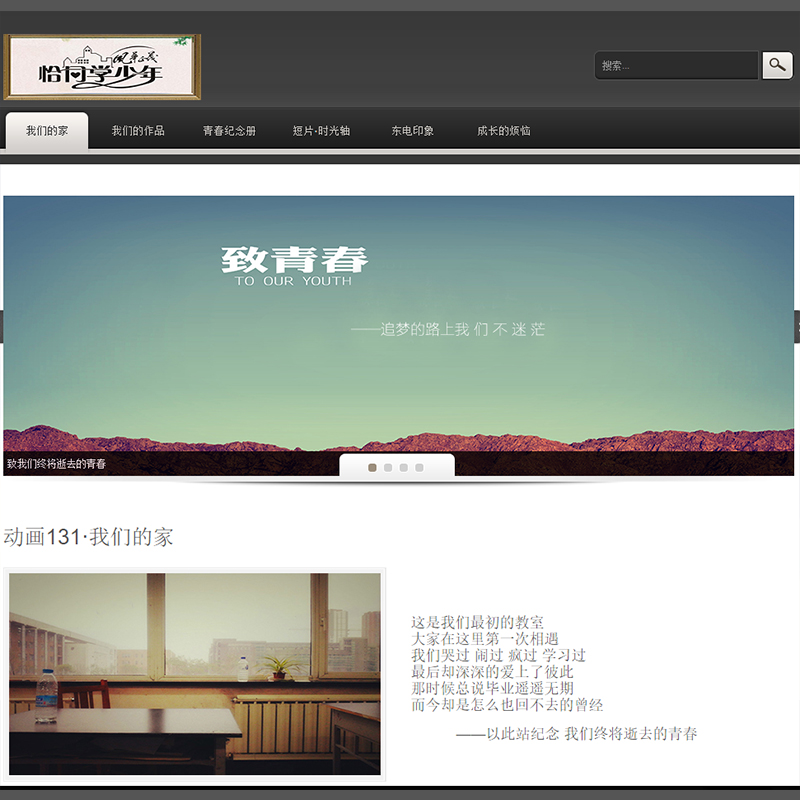 恰同学少年
风华正茂
搜索...
我们的家
我们的作品
青春纪念册
短片·时光轴
东电印象
成长的烦恼
致青春
TO OUR YOUTH
——追梦的路上我 们 不 迷 茫
致我们终将逝去的青春
动画131·我们的家
这是我们最初的教室
大家在这里第一次相遇
我们哭过 闹过 疯过 学习过
最后却深深的爱上了彼此
那时候总说毕业遥遥无期
而今却是怎么也回不去的曾经
——以此站纪念 我们终将逝去的青春